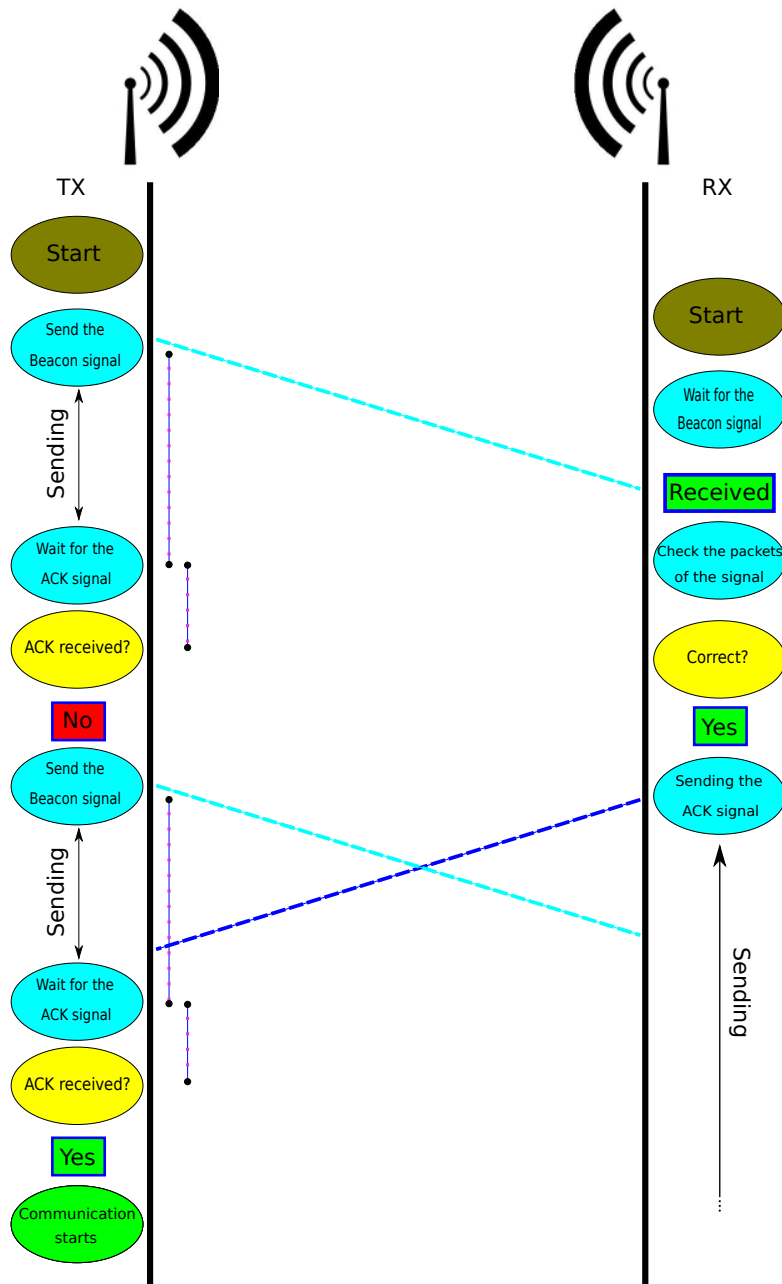 TX
Start
Send the
Beacon signal
Sending
Wait for the
ACK signal
ACK received?
No
Send the
Beacon signal
Sending
Wait for the
ACK signal
ACK received?
Yes
Communication
starts
RX
Start
Wait for the
Beacon signal
Received
Check the packets
of the signal
Correct?
Yes
Sending the
ACK signal
Sending